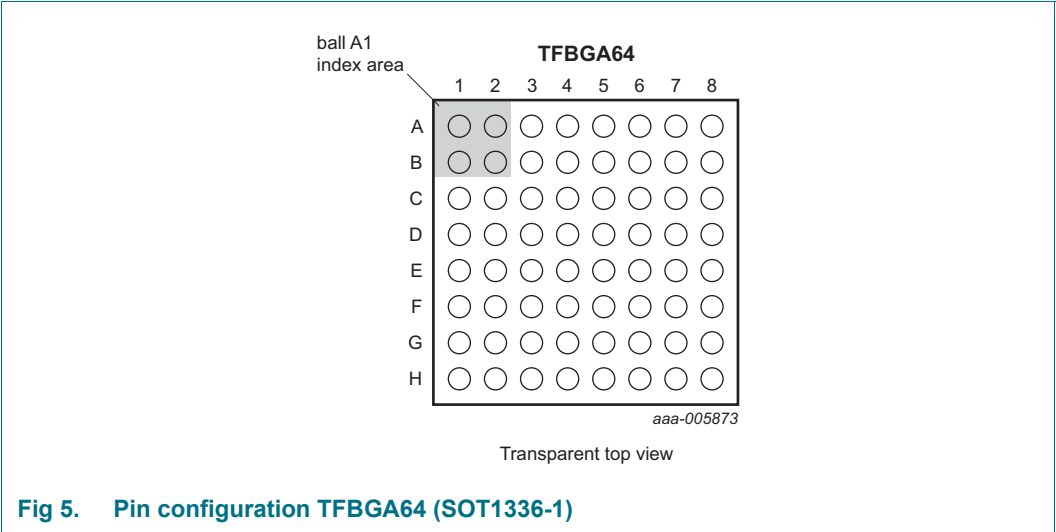 ball A1
index area
TFBGA64
1 2 3 4 5 6 7 8
A
B
C
D
E
F
G
H
aaa-005873
Transparent top view
Fig 5. Pin configuration TFBGA64 (SOT1336-1)